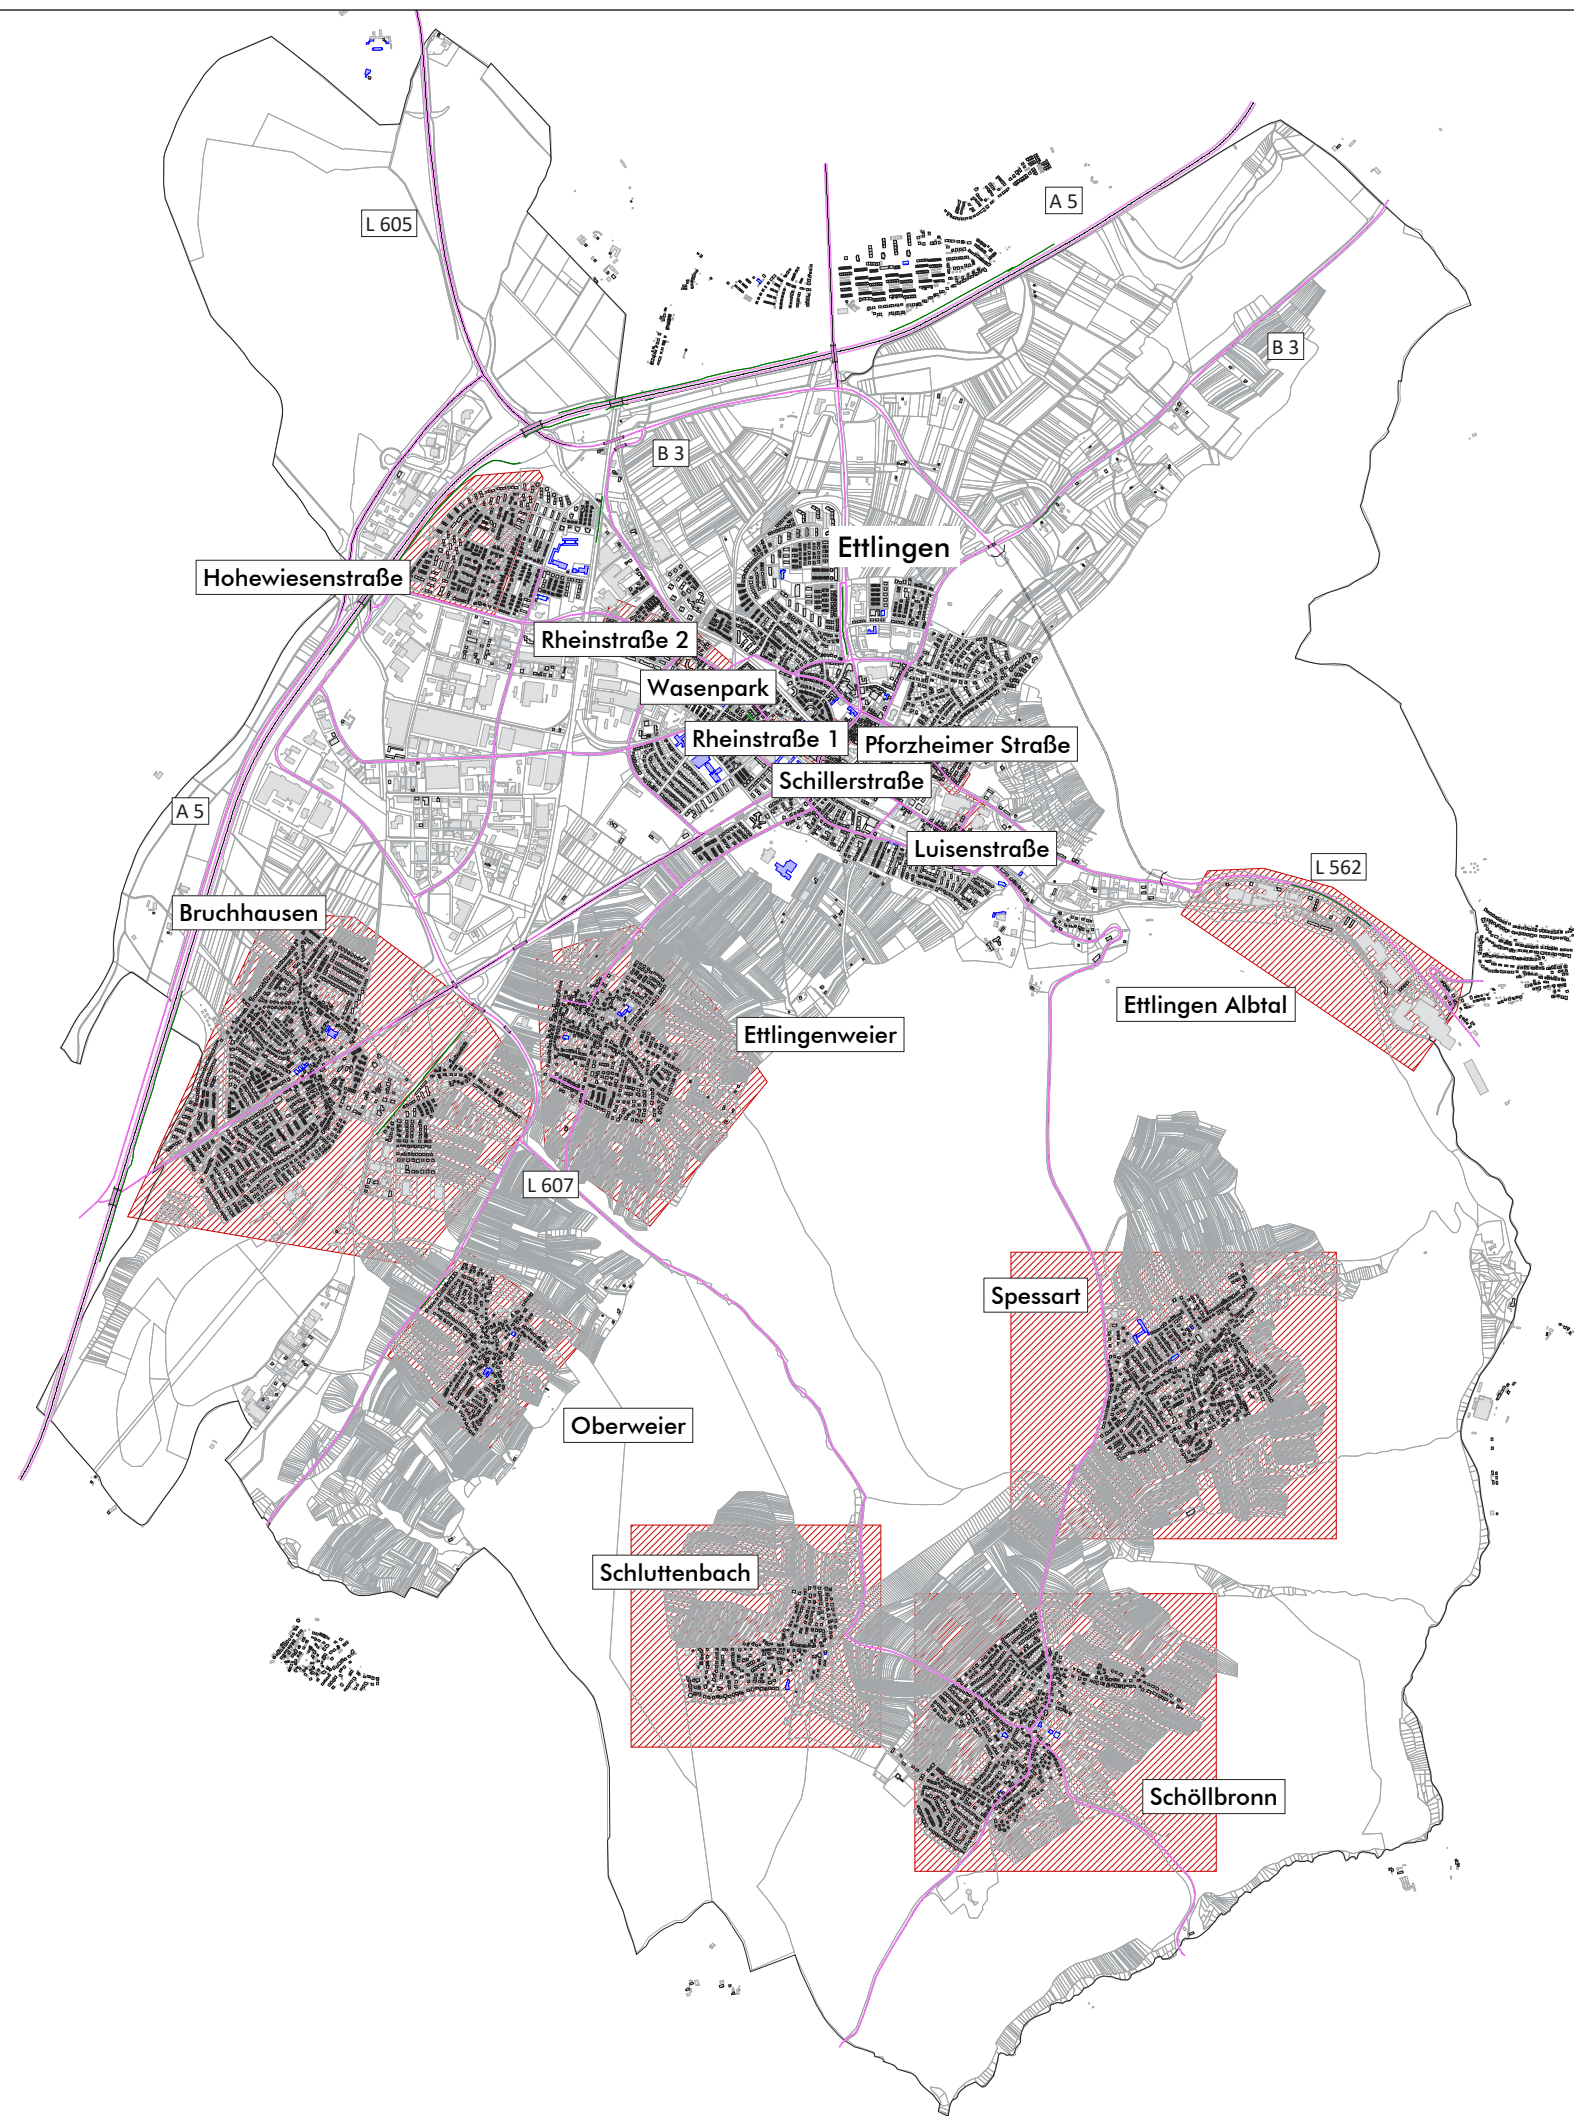 A 5
L 605
B 3
B 3
Ettlingen
Hohewiesenstraße
Rheinstraße 2
Wasenpark
Rheinstraße 1
Pforzheimer Straße
Schillerstraße
A 5
Luisenstraße
L 562
Bruchhausen
Ettlingen Albtal
Ettlingenweier
L 607
Spessart
Oberweier
Schluttenbach
Schöllbronn